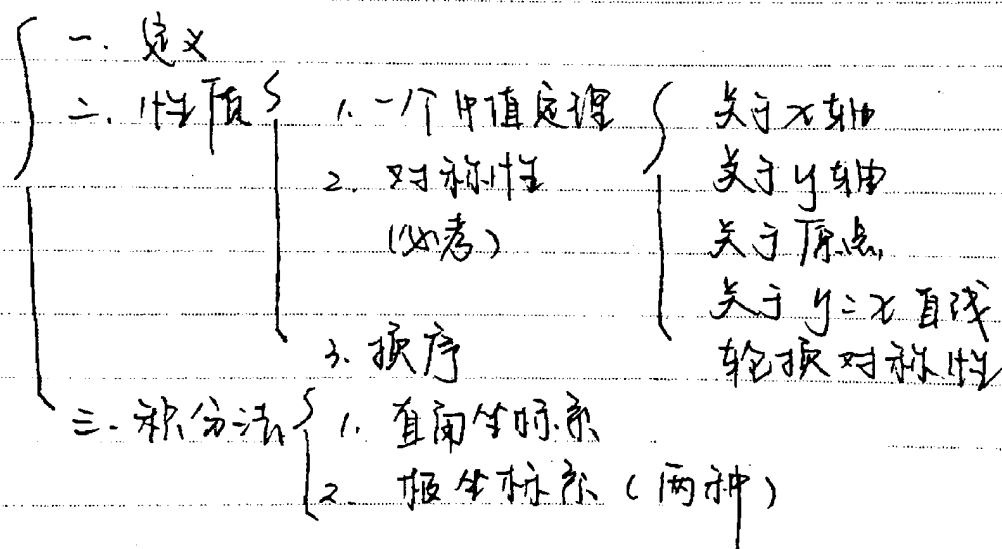 一. 定义
二. 性质
1. 一个中值定理
关于x轴
2. 对称性
关于y轴
(必考)
关于原点
关于y=x直线
3. 换序
轮换对称性
三. 积分法
1. 直角坐标系
2. 极坐标系(两种)